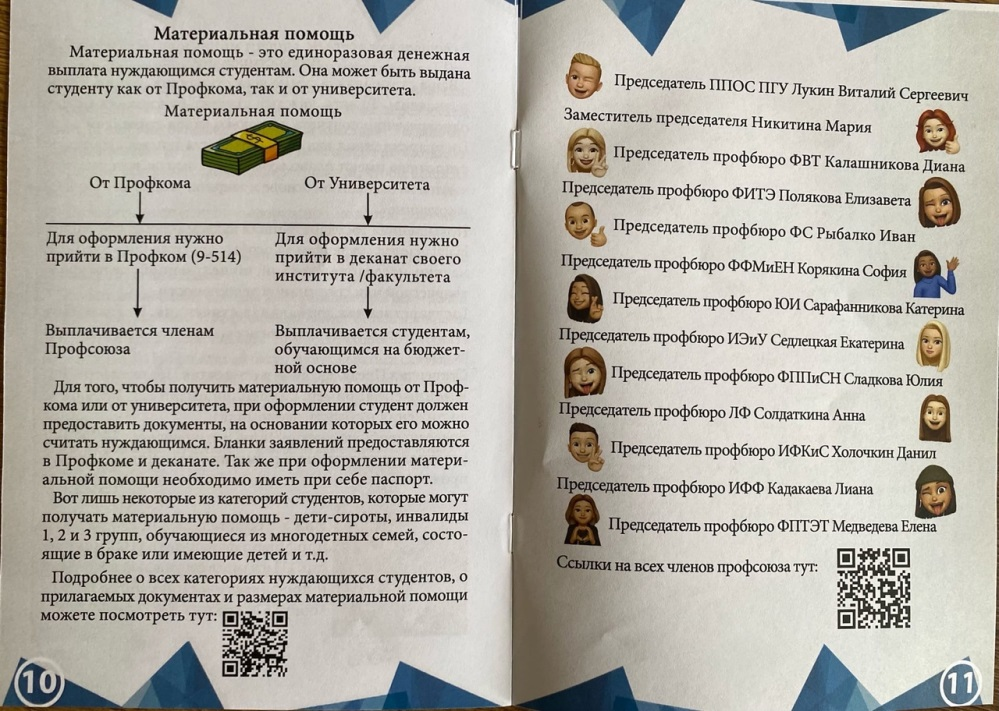 Материальная помощь
Материальная помощь - это единоразовая денежная
выплата нуждающимся студентам. Она может быть выдана
студенту как от Профкома, так и от университета.
Материальная помощь
От Профкома
От Университета
Для оформления нужно
прийти в Профком (9-514)
Для оформления нужно
прийти в деканат своего
института /факультета
Выплачивается членам
Профсоюза
Выплачивается студентам,
обучающимся на бюджет-
ной основе
Для того, чтобы получить материальную помощь от Проф-
кома или от университета, при оформлении студент должен
предоставить документы, на основании которых его можно
считать нуждающимся. Бланки заявлений предоставляются
в Профкоме и деканате. Так же при оформлении матери-
альной помощи необходимо иметь при себе паспорт.
Вот лишь некоторые из категорий студентов, которые могут
получать материальную помощь - дети-сироты, инвалиды
1, 2 и 3 групп, обучающиеся из многодетных семей, состо-
ящие в браке или имеющие детей и т.д.
Подробнее о всех категориях нуждающихся студентов, о
прилагаемых документах и размерах материальной помощи
можете посмотреть тут:
10
Председатель ППОС ПГУ Лукин Виталий Сергеевич
Заместитель председателя Никитина Мария
Председатель профбюро ФВТ Калашникова Диана
Председатель профбюро ФИТЭ Полякова Елизавета
Председатель профбюро ФС Рыбалко Иван
Председатель профбюро ФФМиЕН Корякина София
Председатель профбюро ЮИ Сарафанникова Катерина
Председатель профбюро ИЭиУ Седлецкая Екатерина
Председатель профбюро ФППиСН Сладкова Юлия
Председатель профбюро ЛФ Солдаткина Анна
Председатель профбюро ИФКиС Холочкин Данил
Председатель профбюро ИФФ Кадакаева Лиана
Председатель профбюро ФПТЭТ Медведева Елена
Ссылки на всех членов профсоюза тут:
11